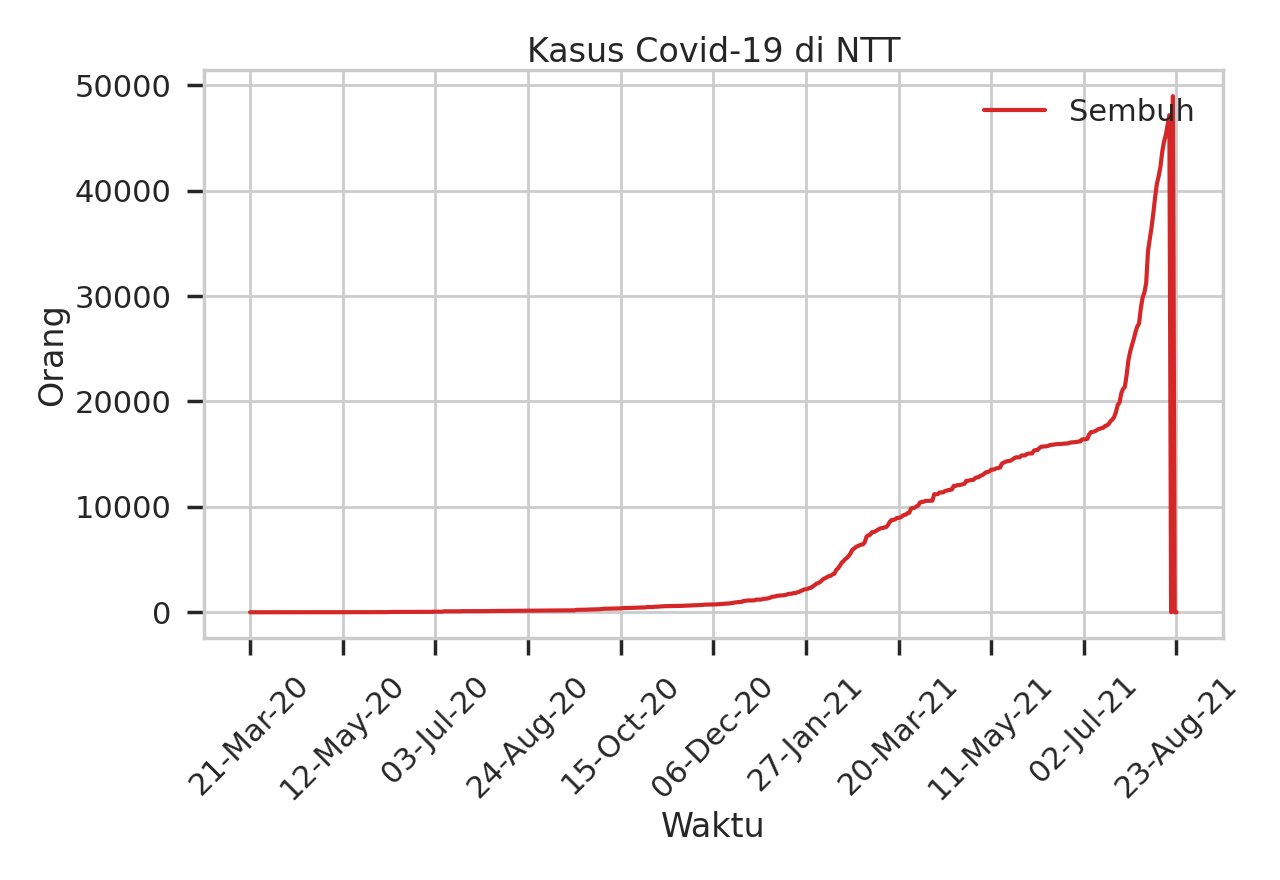 Kasus Covid-19 di NTT
Sembuh
Orang
50000
40000
30000
20000
10000
0
21-Mar-20
12-May-20
03-Jul-20
24-Aug-20
15-Oct-20
06-Dec-20
27-Jan-21
20-Mar-21
11-May-21
02-Jul-21
23-Aug-21
Waktu